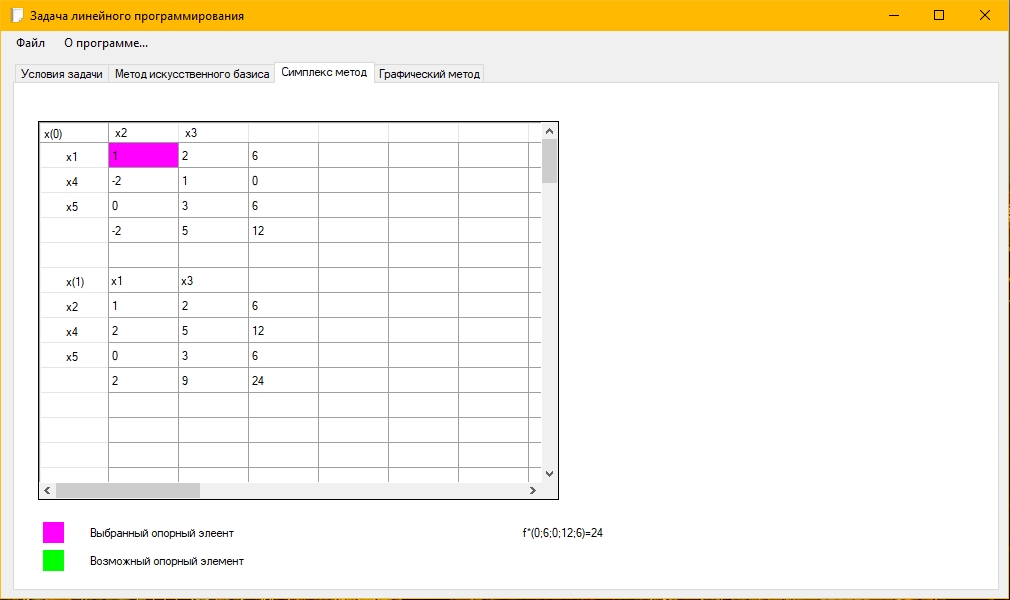 Задача линейного программирования
Файл О программе...
Условия задачи Метод искусственного базиса Симплекс метод Графический метод
x(0) x2 x3
x1 1 2 6
x4 -2 1 0
x5 0 3 6
-2 5 12
x(1) x1 x3
x2 1 2 6
x4 2 5 12
x5 0 3 6
2 9 24
Выбранный опорный элеент f*(0;6;0;12;6)=24
Возможный опорный элемент